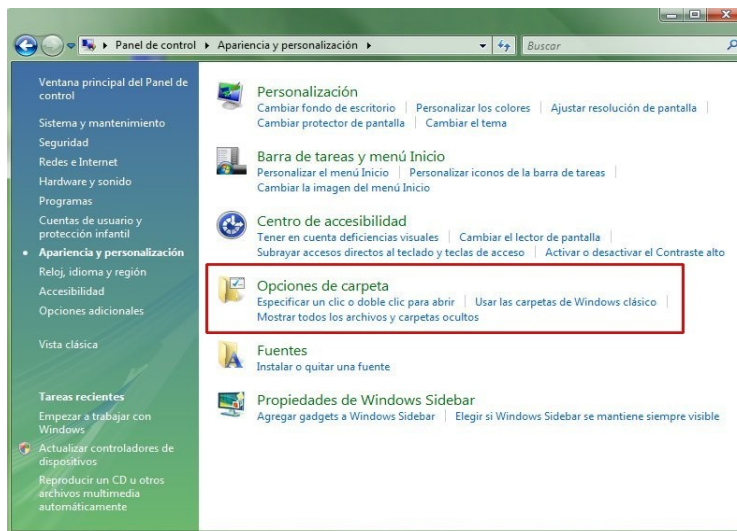 Panel de control ▸ Apariencia y personalización ▸
Buscar
Ventana principal del Panel de
control
Sistema y mantenimiento
Seguridad
Redes e Internet
Hardware y sonido
Programas
Cuentas de usuario y
protección infantil
Apariencia y personalización
Reloj, idioma y región
Accesibilidad
Opciones adicionales
Vista clásica
Tareas recientes
Empezar a trabajar con
Windows
Actualizar controladores de
dispositivos
Reproducir un CD u otros
archivos multimedia
automáticamente
Personalización
Cambiar fondo de escritorio | Personalizar los colores | Ajustar resolución de pantalla
Cambiar protector de pantalla | Cambiar el tema
Barra de tareas y menú Inicio
Personalizar el menú Inicio | Personalizar iconos de la barra de tareas
Cambiar la imagen del menú Inicio
Centro de accesibilidad
Tener en cuenta deficiencias visuales | Cambiar el lector de pantalla
Subrayar accesos directos al teclado y teclas de acceso | Activar o desactivar el Contraste alto
Opciones de carpeta
Especificar un clic o doble clic para abrir | Usar las carpetas de Windows clásico
Mostrar todos los archivos y carpetas ocultos
Fuentes
Instalar o quitar una fuente
Propiedades de Windows Sidebar
Agregar gadgets a Windows Sidebar | Elegir si Windows Sidebar se mantiene siempre visible